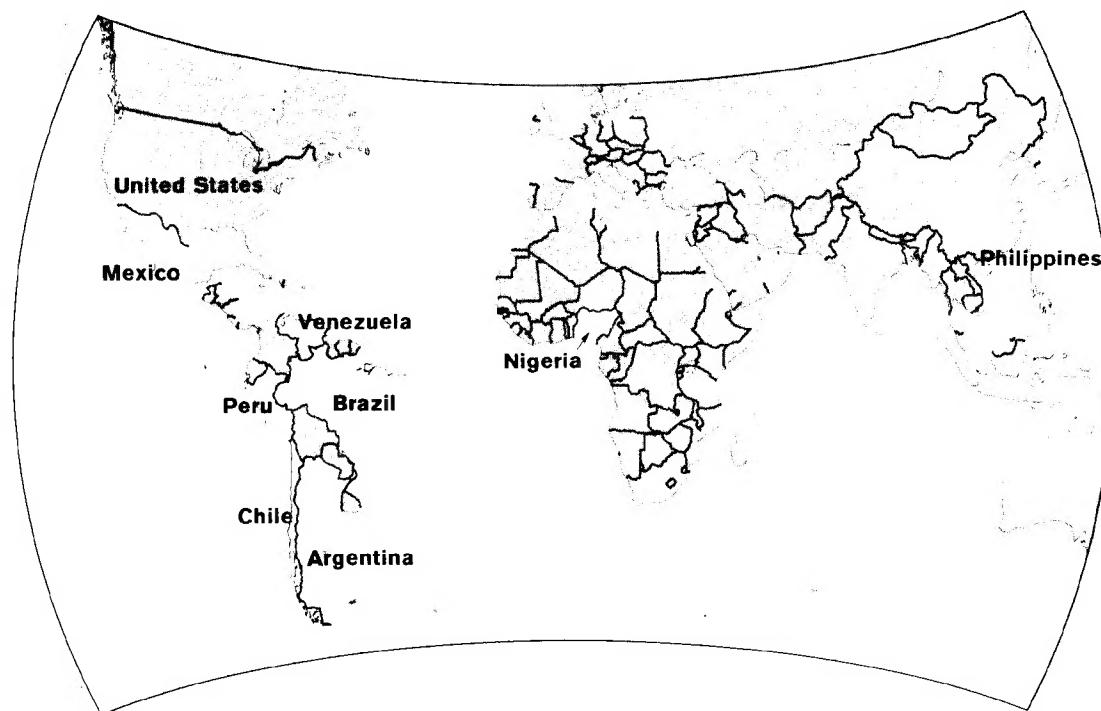 United States
Mexico
Philippines
Venezuela
Nigeria
Peru
Brazil
Chile
Argentina